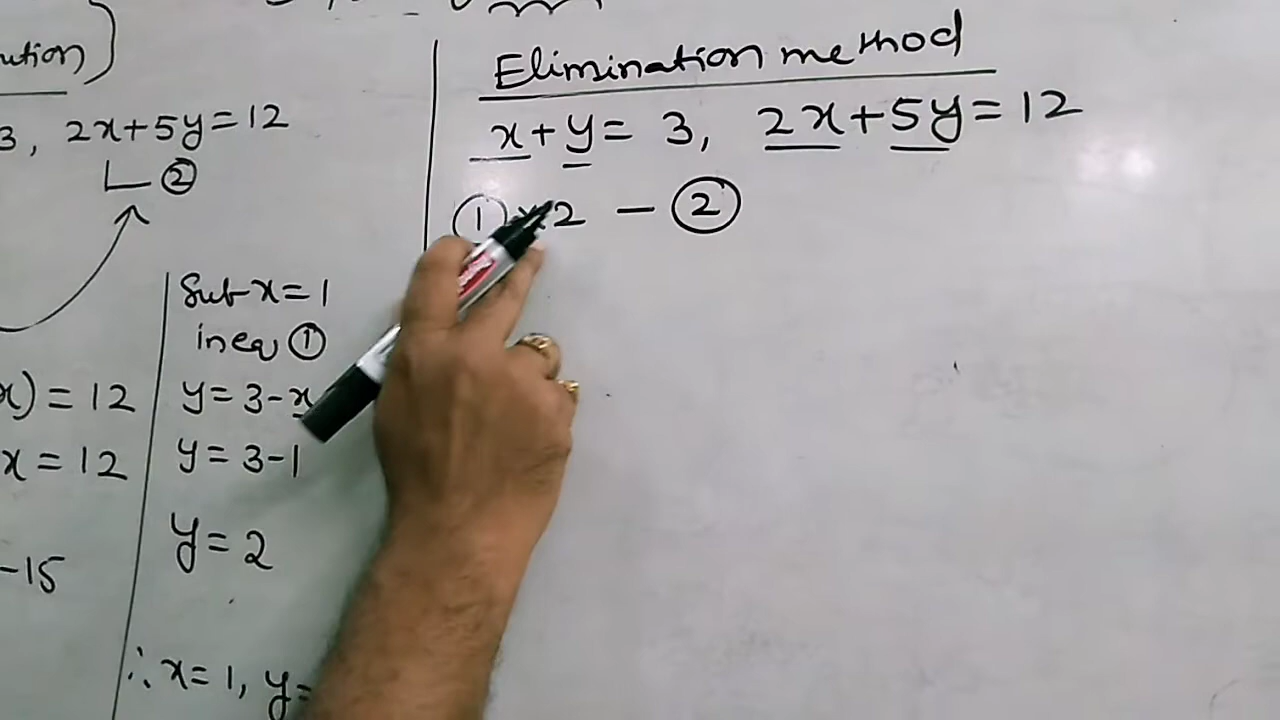 ution)
3, 2x+5y=12
②
Sub x=1
in eq ①
x)=12
y=3-x
x=12
y=3-1
y=2
-15
∴ x=1, y=
Elimination method
x+y=3, 2x+5y=12
①×2 - ②